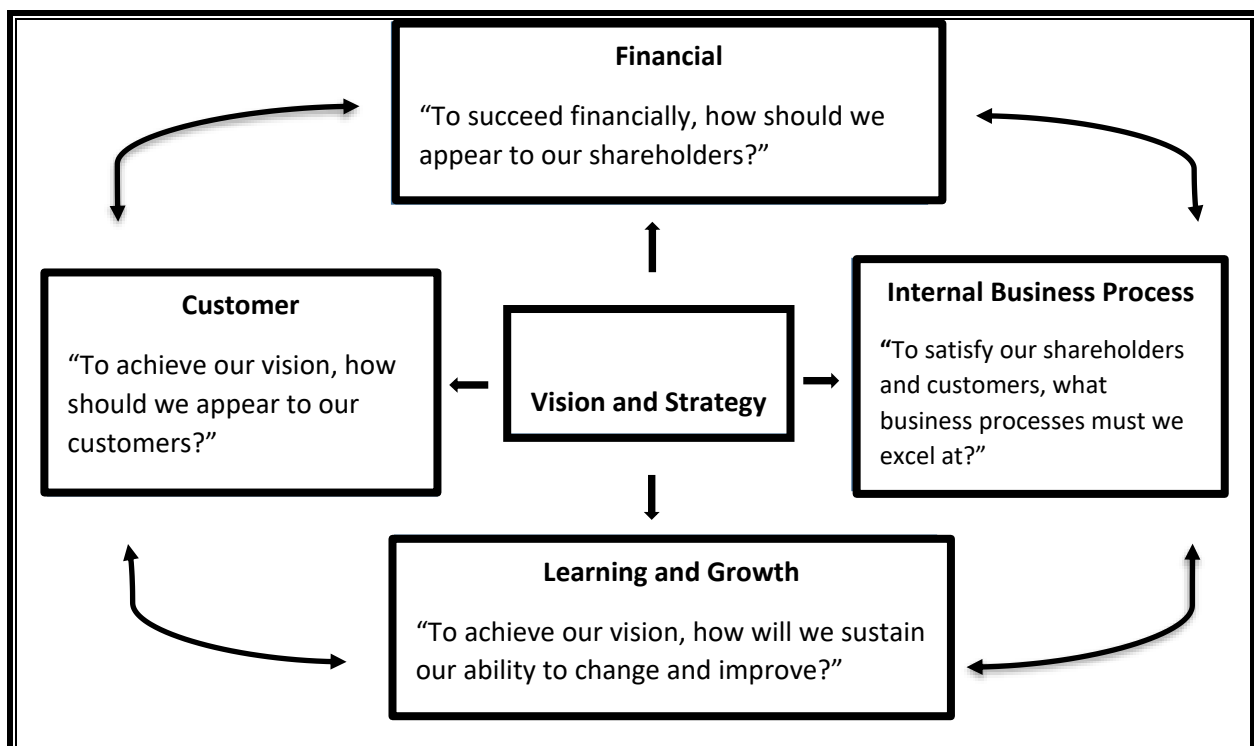 Financial
“To succeed financially, how should we
appear to our shareholders?”
Customer
“To achieve our vision, how
should we appear to our
customers?”
Vision and Strategy
Internal Business Process
“To satisfy our shareholders
and customers, what
business processes must we
excel at?”
Learning and Growth
“To achieve our vision, how will we sustain
our ability to change and improve?”